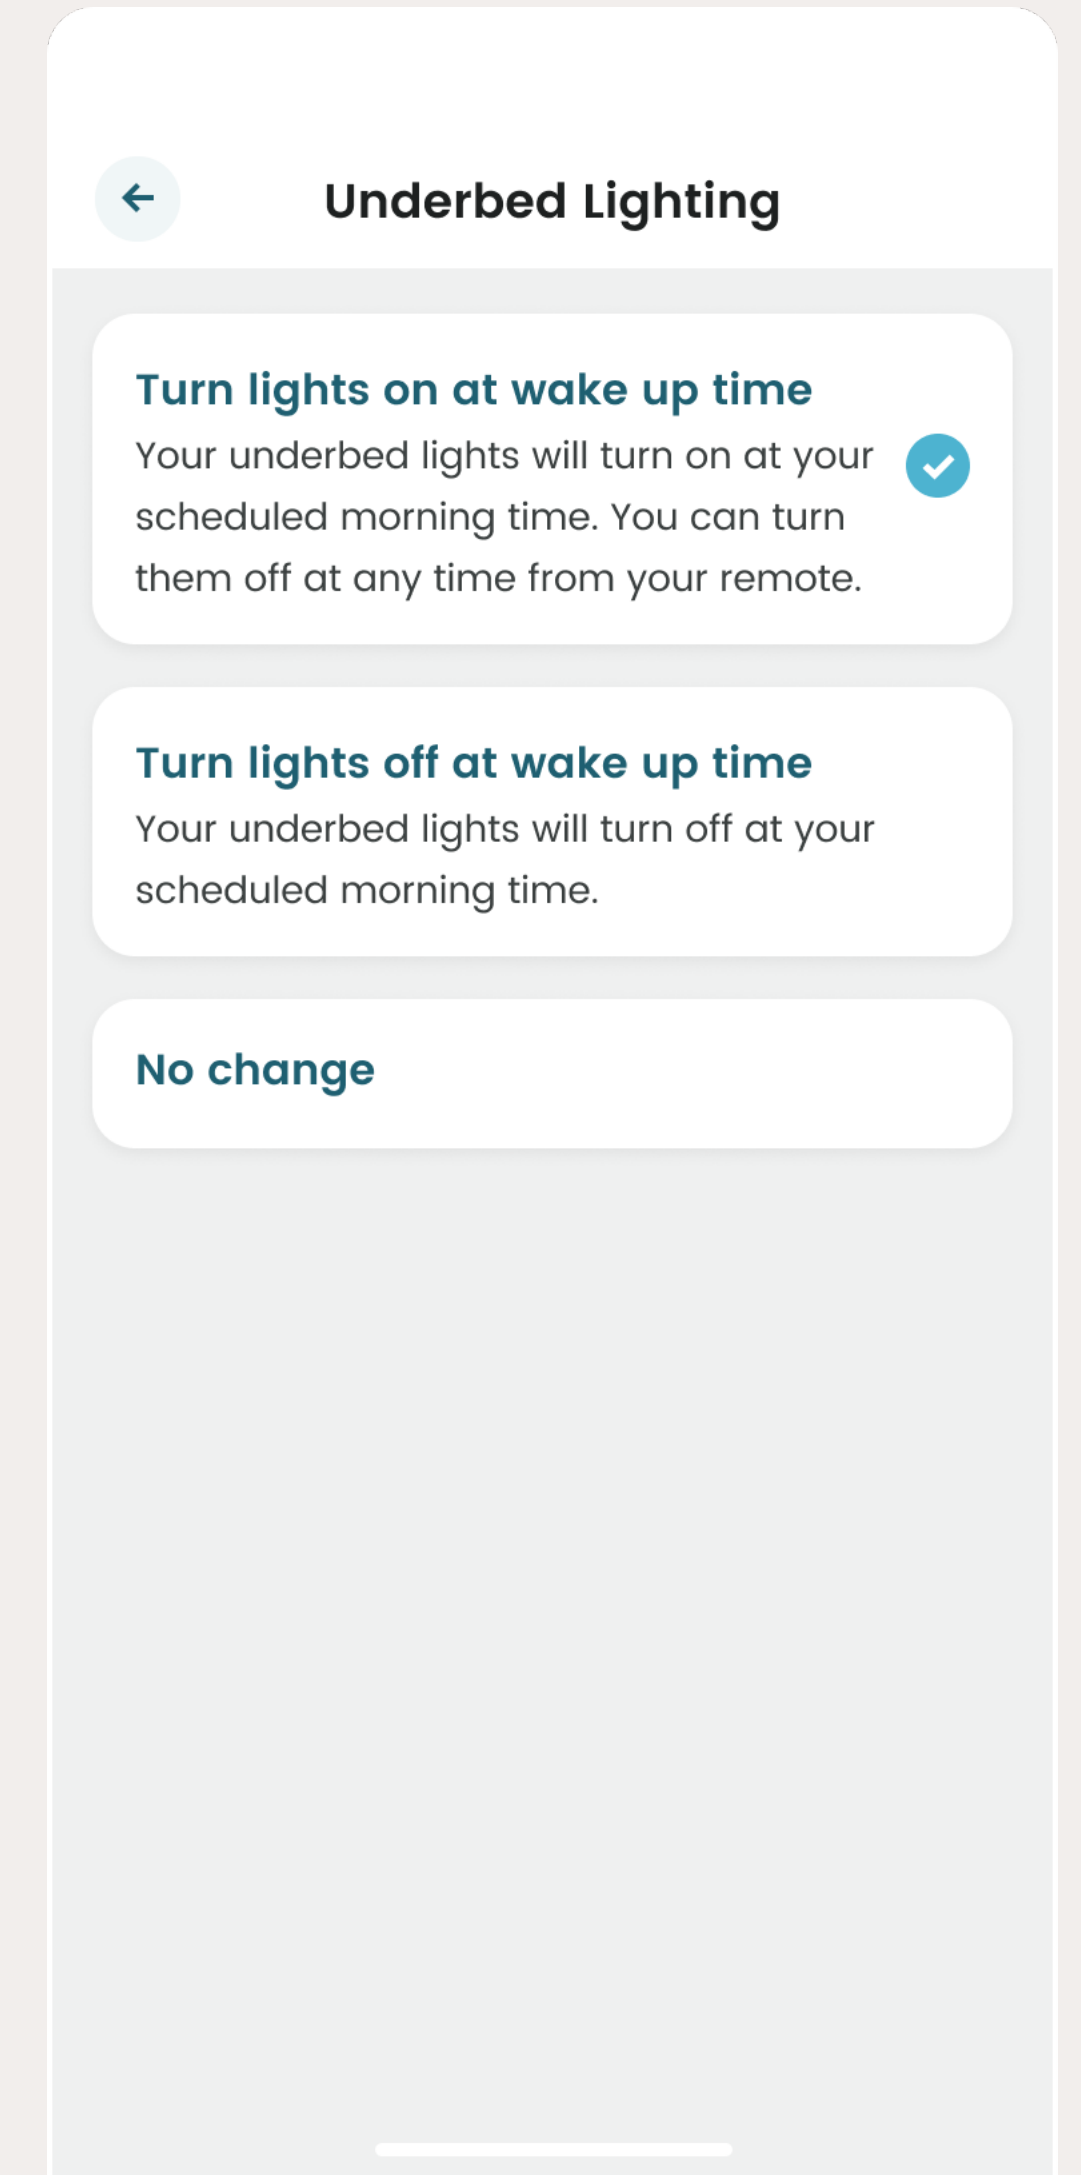 Underbed Lighting
Turn lights on at wake up time
Your underbed lights will turn on at your
scheduled morning time. You can turn
them off at any time from your remote.
Turn lights off at wake up time
Your underbed lights will turn off at your
scheduled morning time.
No change